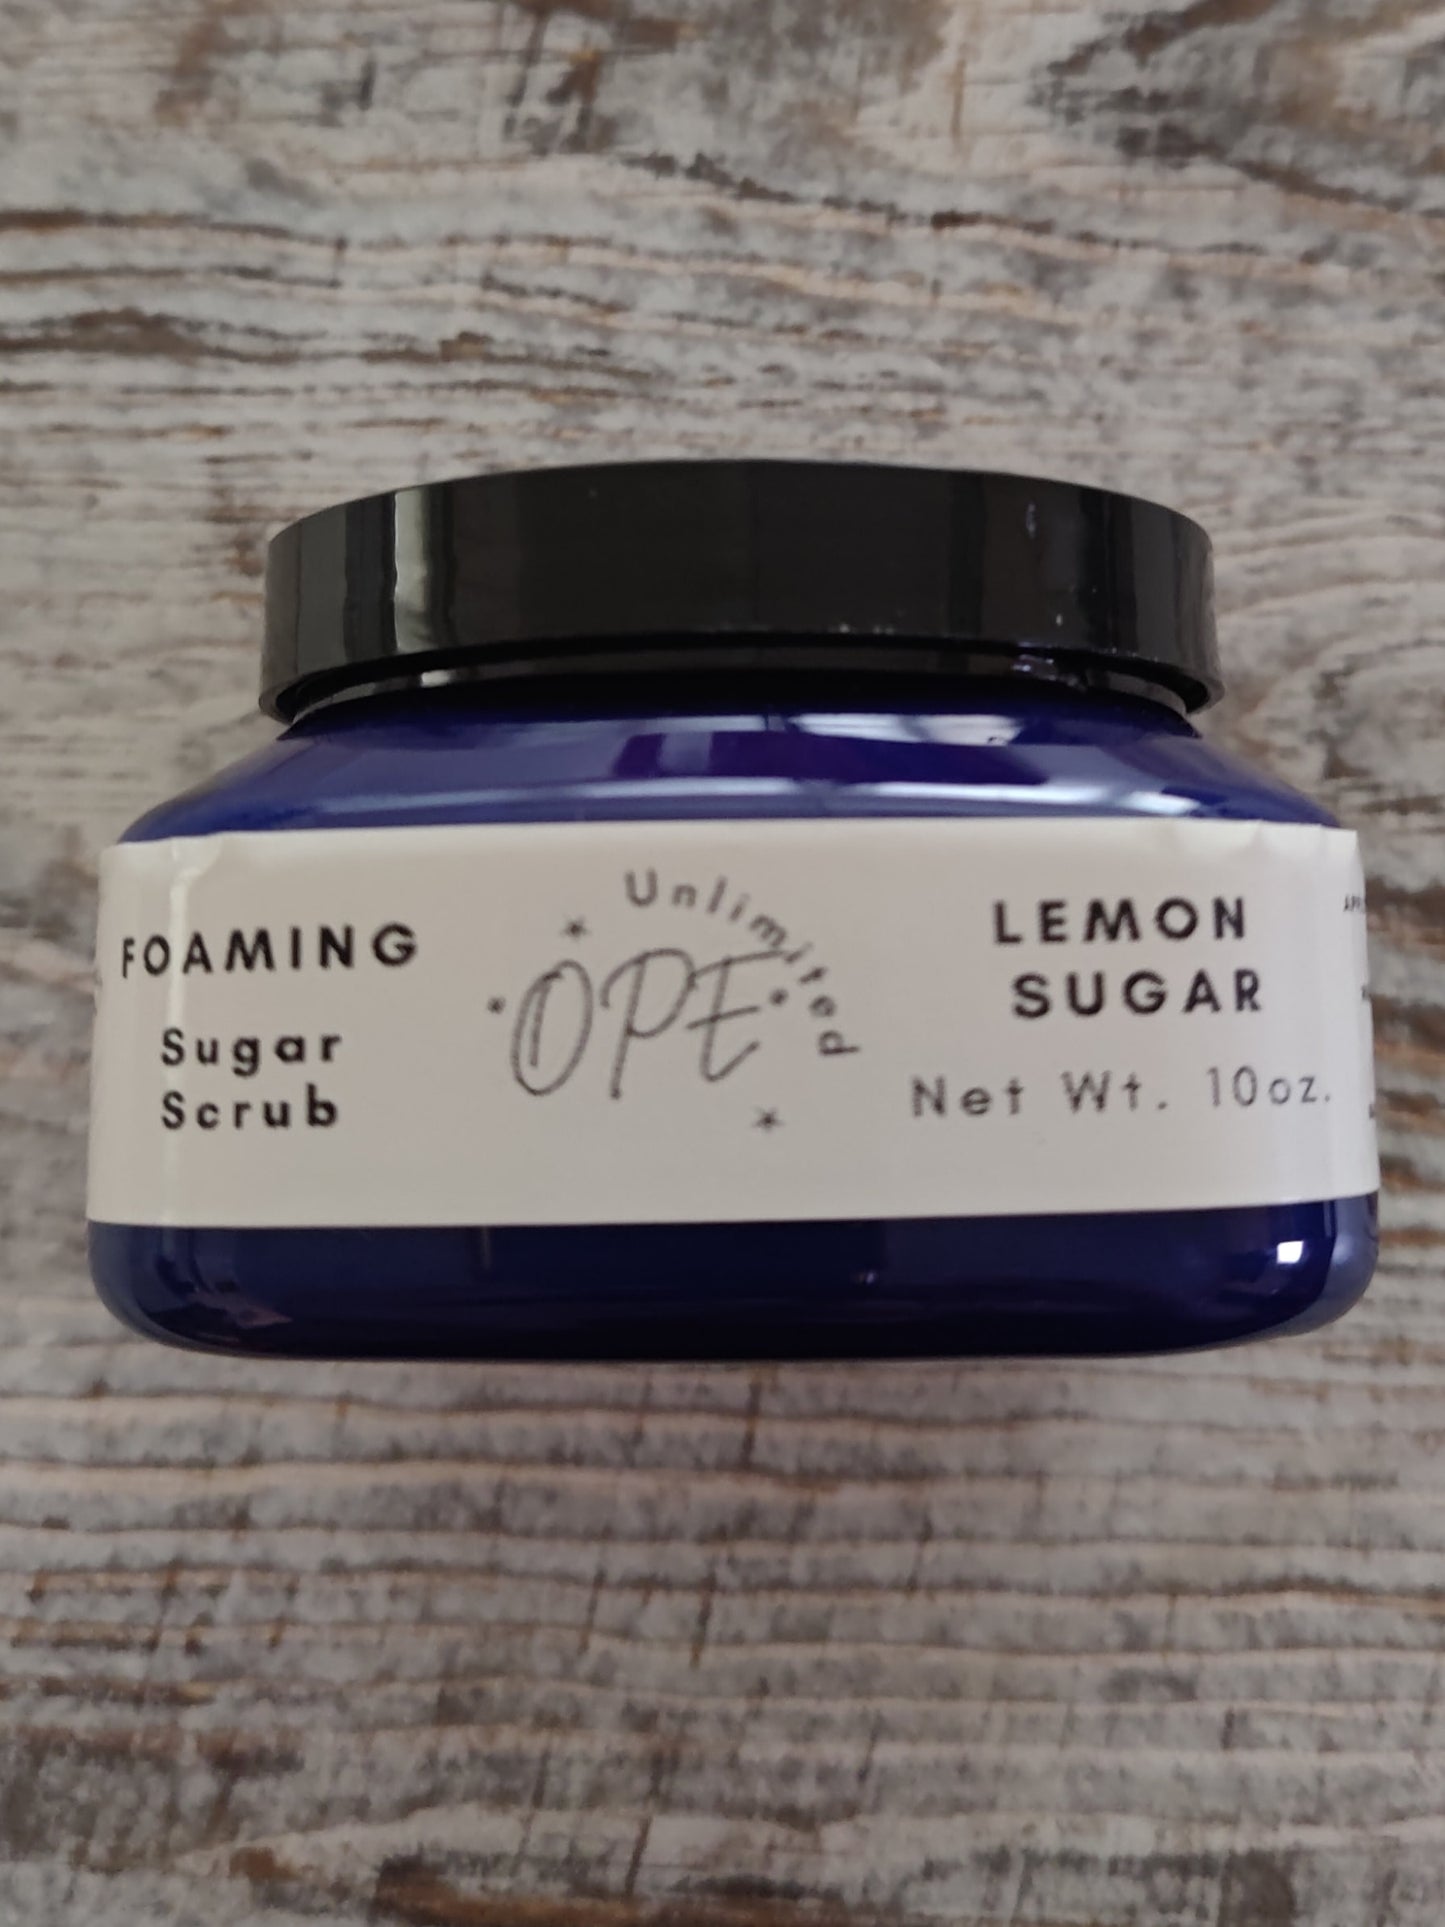 FOAMING
Sugar
Scrub
Unlimited
OPE
LEMON
SUGAR
Net Wt. 10oz.